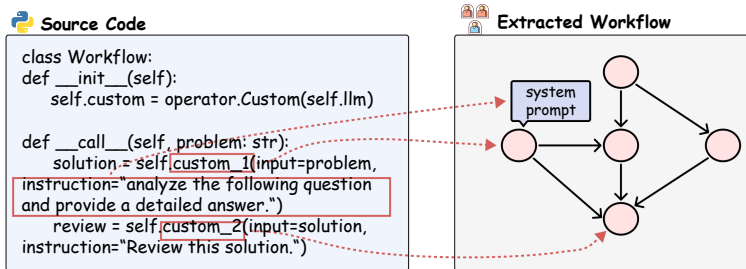 Source Code
class Workflow:
def __init__(self):
self.custom = operator.Custom(self.llm)
def __call__(self, problem: str):
solution = self.custom_1(input=problem,
instruction="analyze the following question
and provide a detailed answer.")
review = self.custom_2(input=solution,
instruction="Review this solution.")
Extracted Workflow
system
prompt